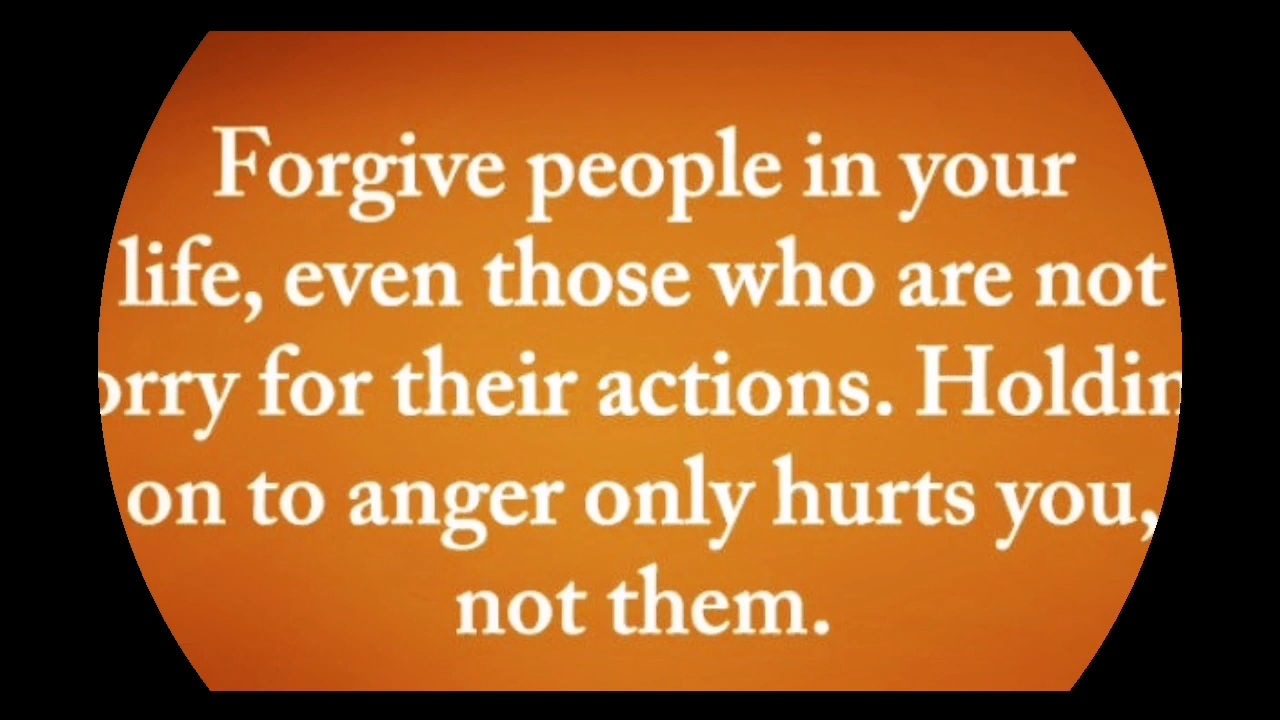 Forgive people in your
life, even those who are not
orry for their actions. Holdin
on to anger only hurts you,
not them.